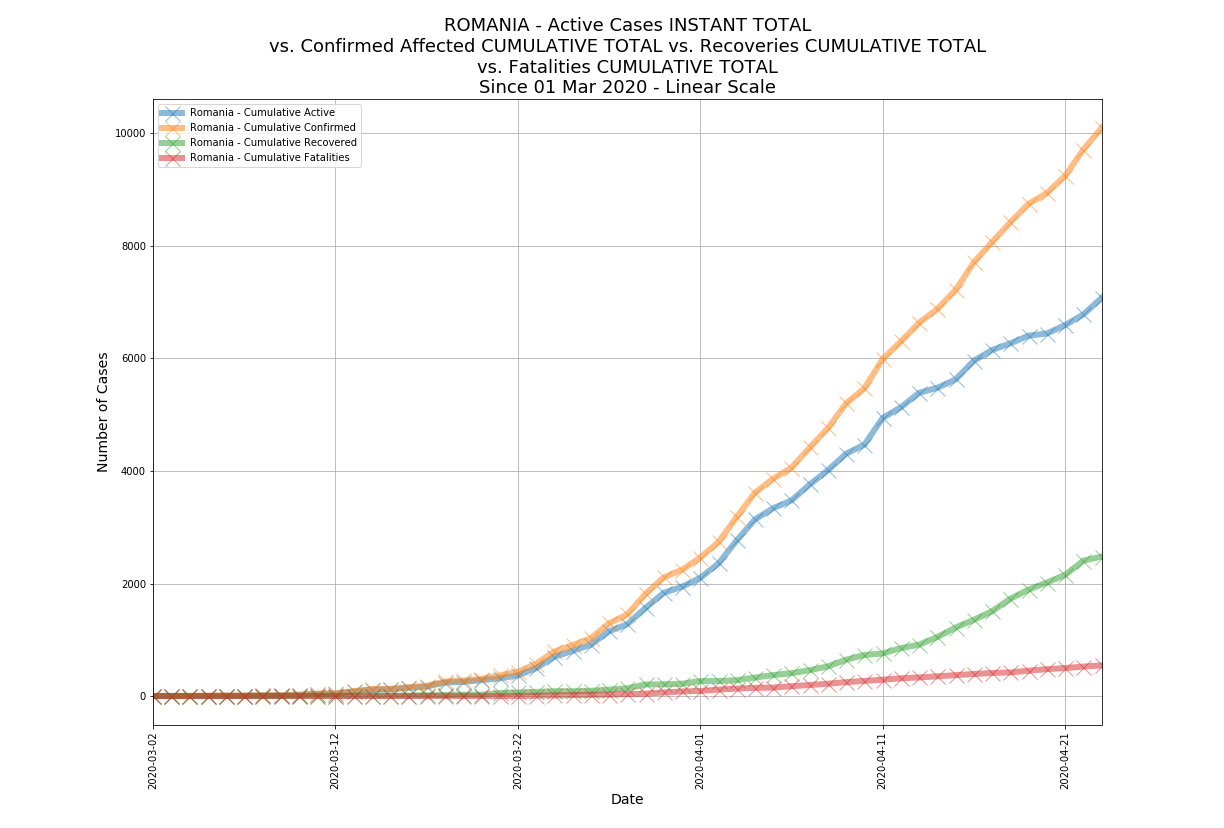 ROMANIA - Active Cases INSTANT TOTAL
vs. Confirmed Affected CUMULATIVE TOTAL vs. Recoveries CUMULATIVE TOTAL
vs. Fatalities CUMULATIVE TOTAL
Since 01 Mar 2020 - Linear Scale
Romania - Cumulative Active
Romania - Cumulative Confirmed
Romania - Cumulative Recovered
Romania - Cumulative Fatalities
10000
8000
6000
4000
2000
0
Number of Cases
2020-03-02
2020-03-12
2020-03-22
2020-04-01
2020-04-11
2020-04-21
Date